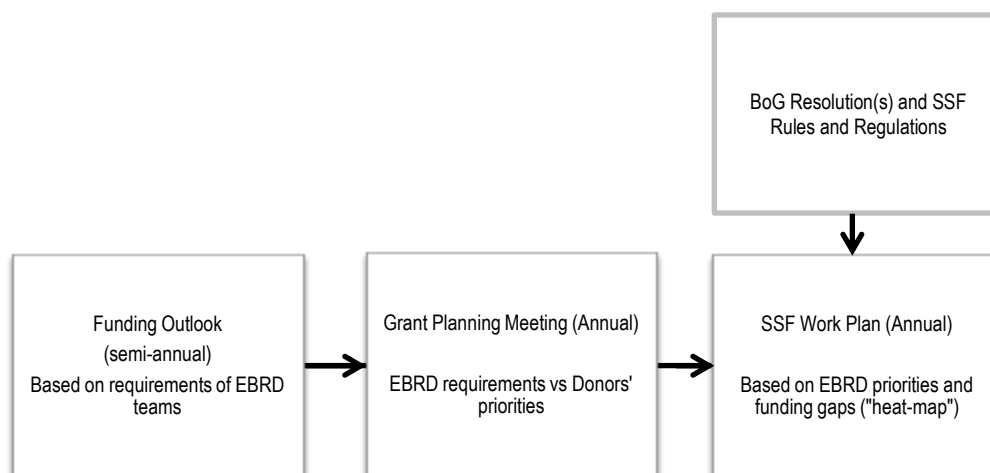 BoG Resolution(s) and SSF
Rules and Regulations
Funding Outlook
(semi-annual)
Based on requirements of EBRD
teams
Grant Planning Meeting (Annual)
EBRD requirements vs Donors'
priorities
SSF Work Plan (Annual)
Based on EBRD priorities and
funding gaps ("heat-map")